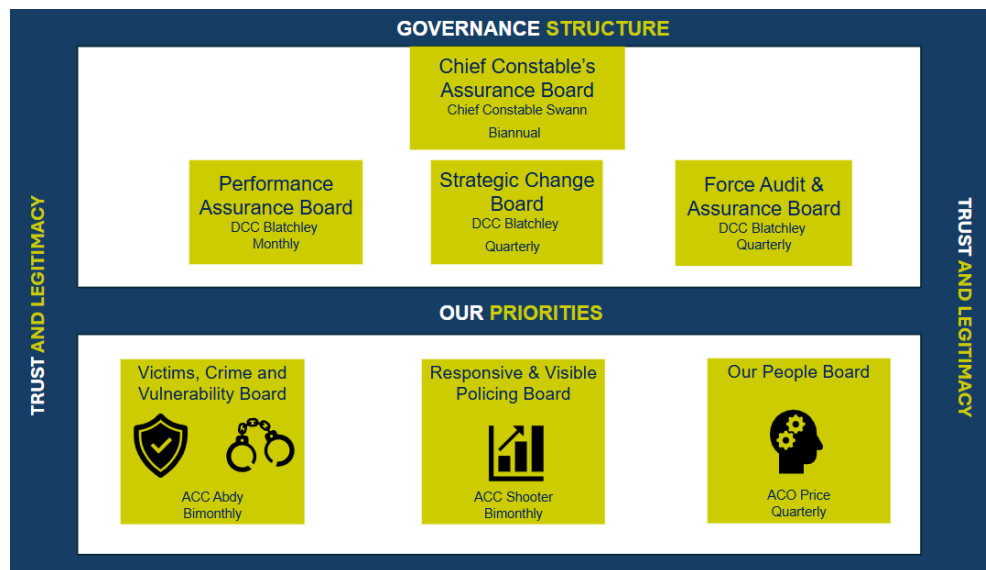 GOVERNANCE STRUCTURE
Chief Constable's
Assurance Board
Chief Constable Swann
Biannual
Performance
Assurance Board
DCC Blatchley
Monthly
Strategic Change
Board
DCC Blatchley
Quarterly
Force Audit &
Assurance Board
DCC Blatchley
Quarterly
TRUST AND LEGITIMACY
TRUST AND LEGITIMACY
OUR PRIORITIES
Victims, Crime and
Vulnerability Board
ACC Abdy
Bimonthly
Responsive & Visible
Policing Board
ACC Shooter
Bimonthly
Our People Board
ACO Price
Quarterly